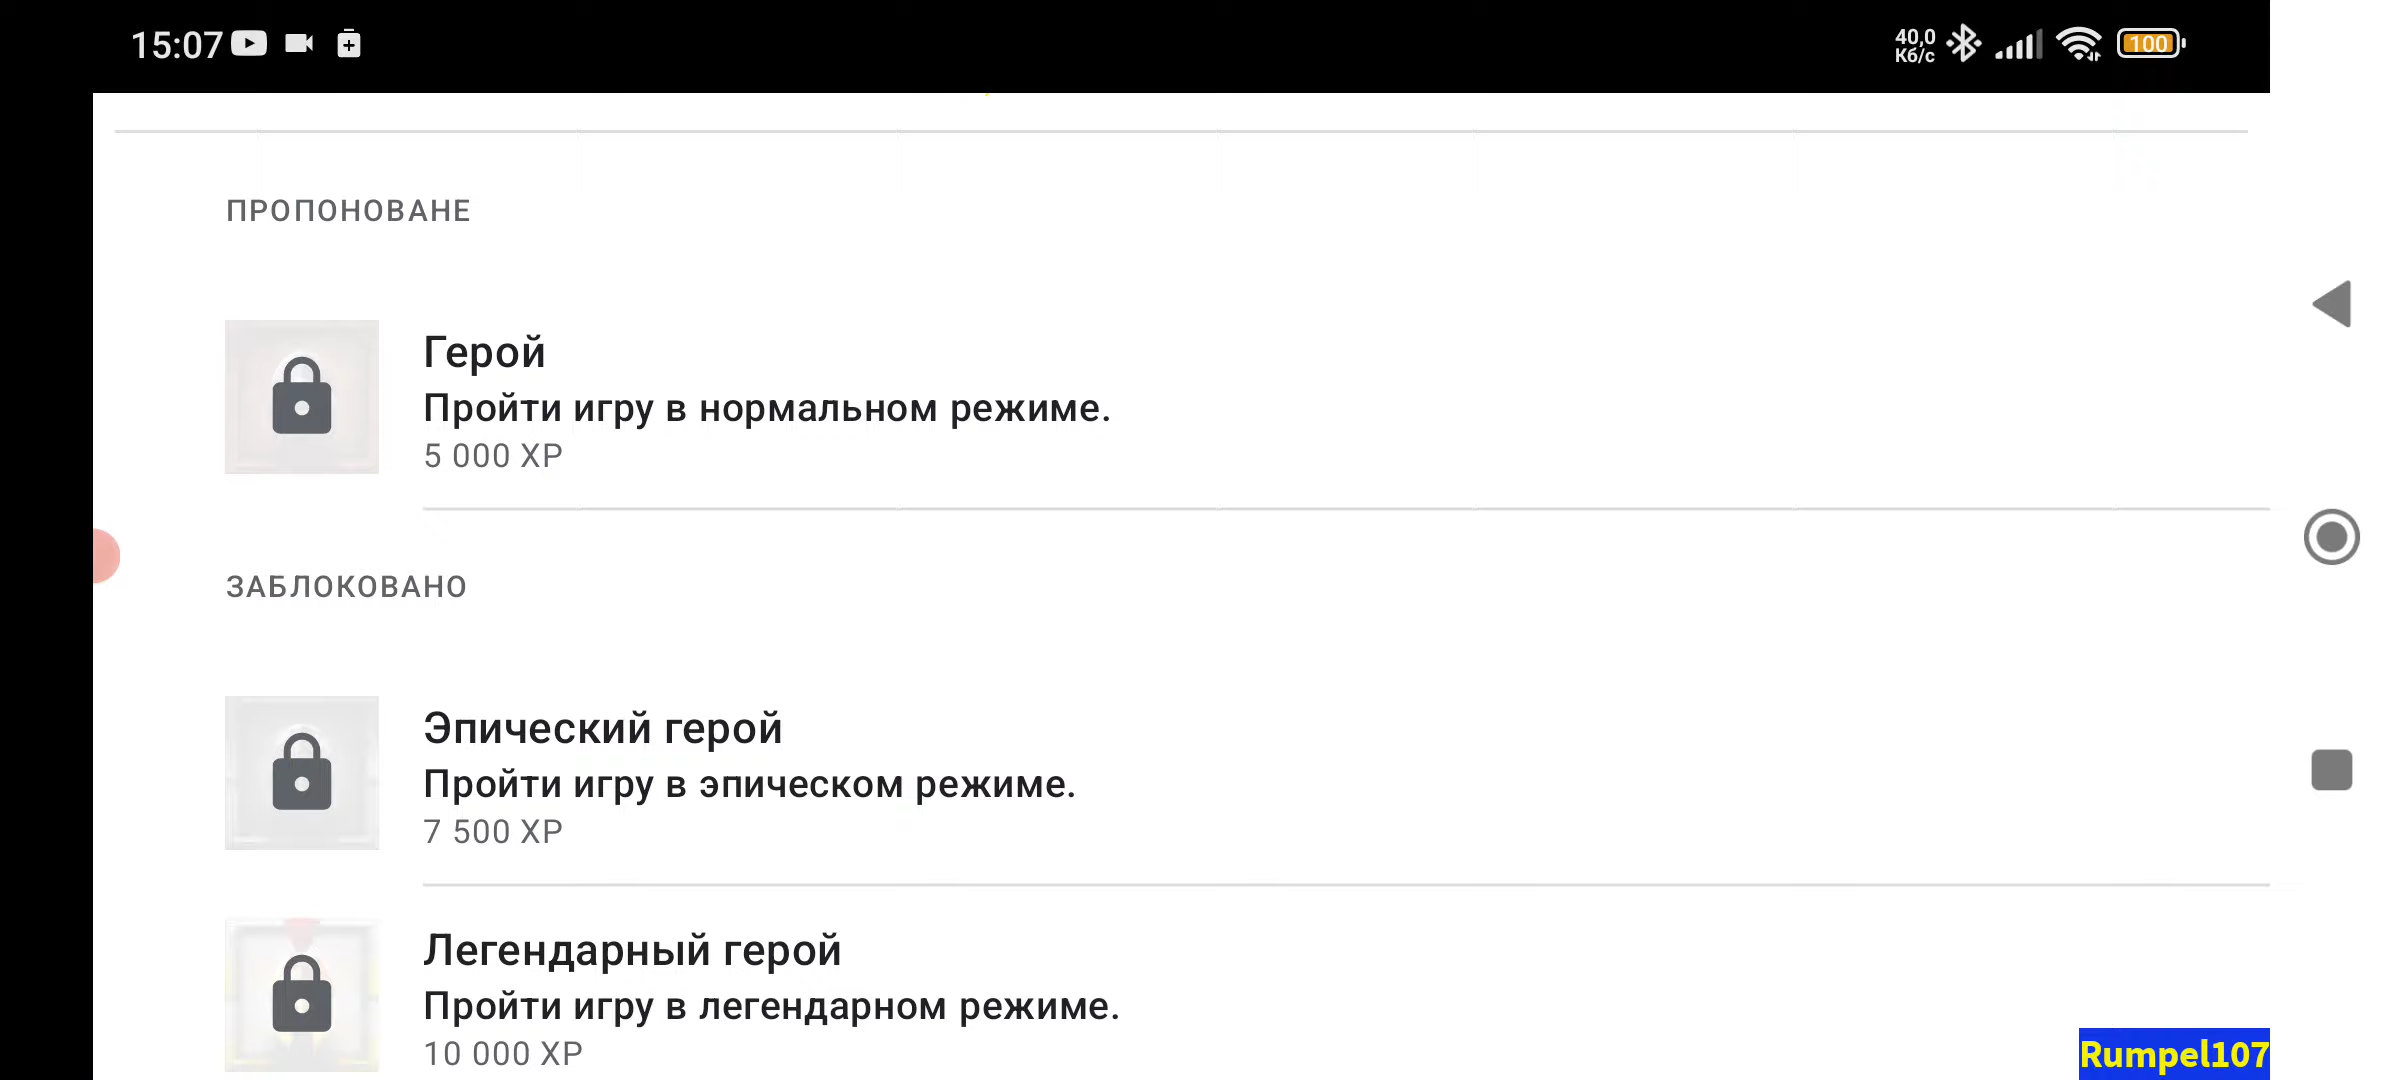 15:07
40,0
Кб/с
100
ПРОПОНОВАНЕ
Герой
Пройти игру в нормальном режиме.
5 000 XP
ЗАБЛОКОВАНО
Эпический герой
Пройти игру в эпическом режиме.
7 500 XP
Легендарный герой
Пройти игру в легендарном режиме.
10 000 XP
Rumpel107